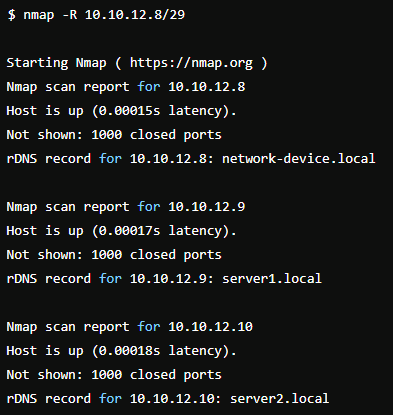 $ nmap -R 10.10.12.8/29
Starting Nmap ( https://nmap.org )
Nmap scan report for 10.10.12.8
Host is up (0.00015s latency).
Not shown: 1000 closed ports
rDNS record for 10.10.12.8: network-device.local
Nmap scan report for 10.10.12.9
Host is up (0.00017s latency).
Not shown: 1000 closed ports
rDNS record for 10.10.12.9: server1.local
Nmap scan report for 10.10.12.10
Host is up (0.00018s latency).
Not shown: 1000 closed ports
rDNS record for 10.10.12.10: server2.local